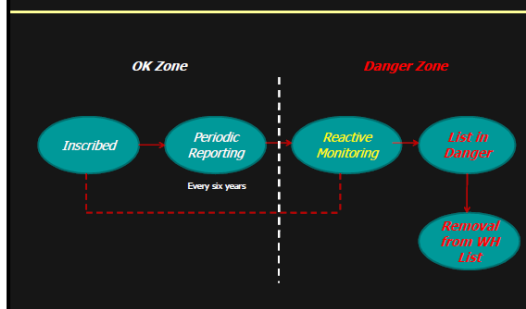 OK Zone
Danger Zone
Inscribed
Periodic
Reporting
Reactive
Monitoring
List in
Danger
Every six years
Removal
from WH
List